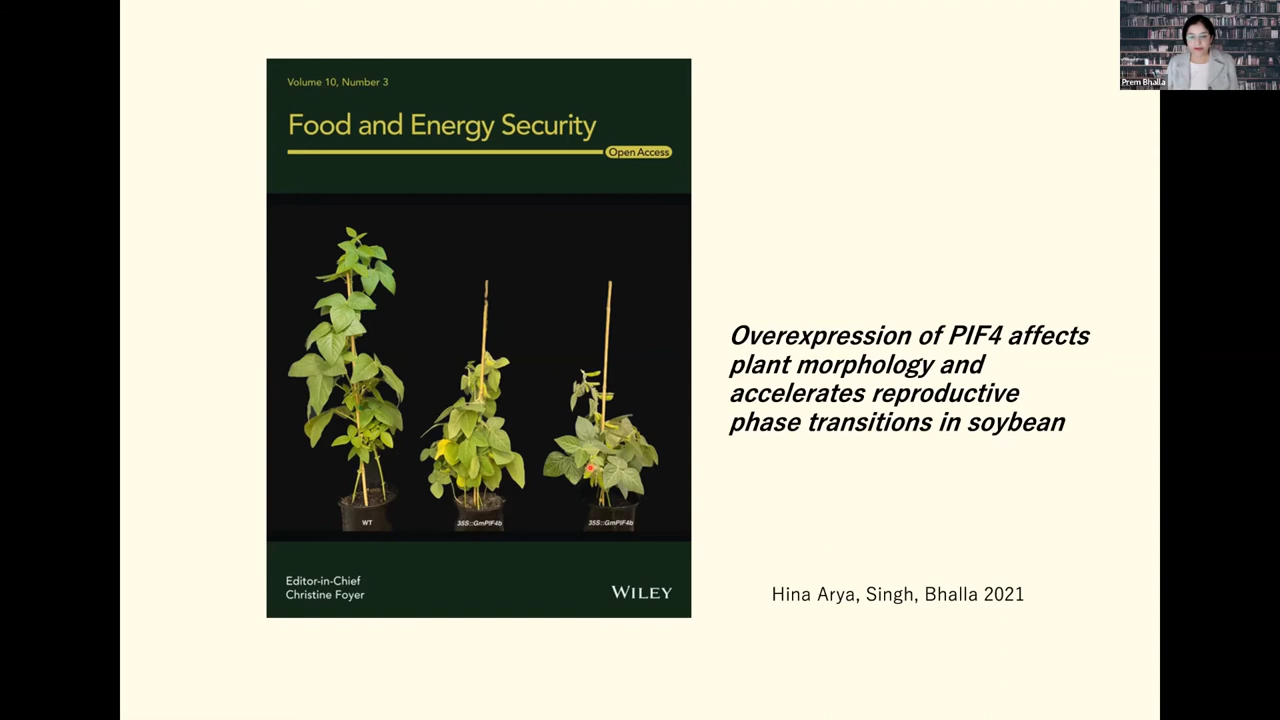 Prem Bhalla
Volume 10, Number 3
Food and Energy Security
Open Access
WT
35S::GmPIF4b
35S::GmPIF4b
Editor-in-Chief
Christine Foyer
WILEY
Overexpression of PIF4 affects
plant morphology and
accelerates reproductive
phase transitions in soybean
Hina Arya, Singh, Bhalla 2021